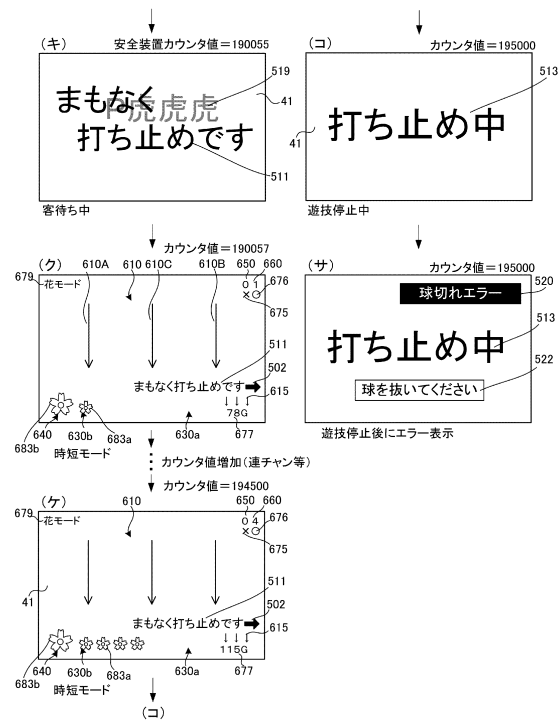 (キ) 安全装置カウンタ値＝190055
519
41
まもなく
P虎虎虎
打ち止めです
511
客待ち中
カウンタ値＝190057
(ク) 610A 610 610C 610B 650 660
679 花モード
0 1
×○ 676
675
511
502
まもなく打ち止めです
615
↓ ↓ ↓
78G
640 630b 683a 630a 677
683b
時短モード
カウンタ値増加（連チャン等）
カウンタ値＝194500
(ケ) 610 650 660
679 花モード
0 4
×○ 676
675
511
41
502
まもなく打ち止めです
615
↓ ↓ ↓
115G
640 630b 683a 630a 677
683b
時短モード
(コ)
(コ) カウンタ値＝195000
513
41
打ち止め中
遊技停止中
カウンタ値＝195000
(サ)
球切れエラー 520
513
打ち止め中
522
球を抜いてください
遊技停止後にエラー表示